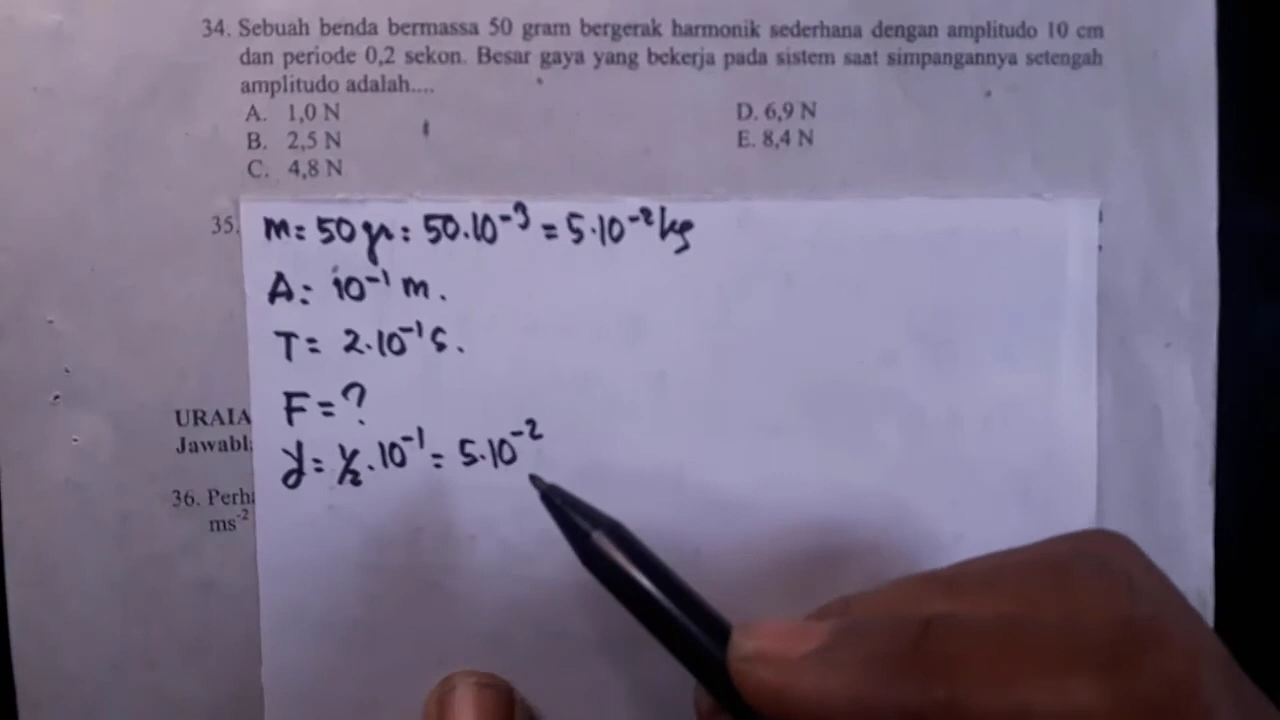 34. Sebuah benda bermassa 50 gram bergerak harmonik sederhana dengan amplitudo 10 cm
dan periode 0,2 sekon. Besar gaya yang bekerja pada sistem saat simpangannya setengah
amplitudo adalah....
A. 1,0 N
B. 2,5 N
C. 4,8 N
D. 6,9 N
E. 8,4 N
35.
m = 50 gr = 50.10⁻³ = 5.10⁻² kg
A = 10⁻¹ m.
T = 2.10⁻¹ s.
F = ?
y = ½.10⁻¹ = 5.10⁻²
URAIA
Jawabl
36. Perha
ms⁻²